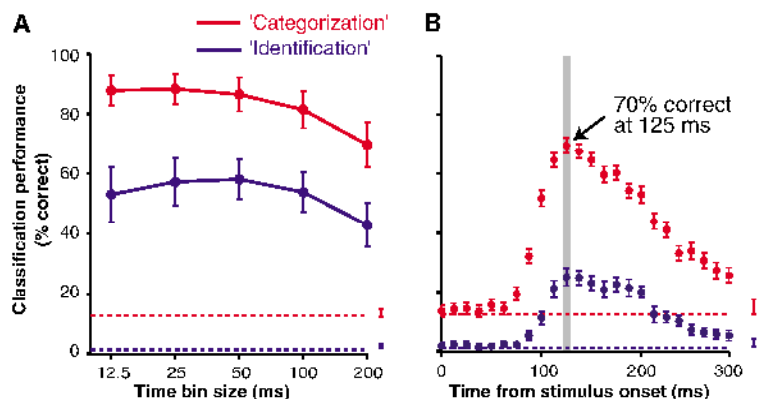 A
'Categorization'
'Identification'
B
Classification performance
(% correct)
100
80
60
40
20
0
12.5 25 50 100 200
Time bin size (ms)
70% correct
at 125 ms
0 100 200 300
Time from stimulus onset (ms)